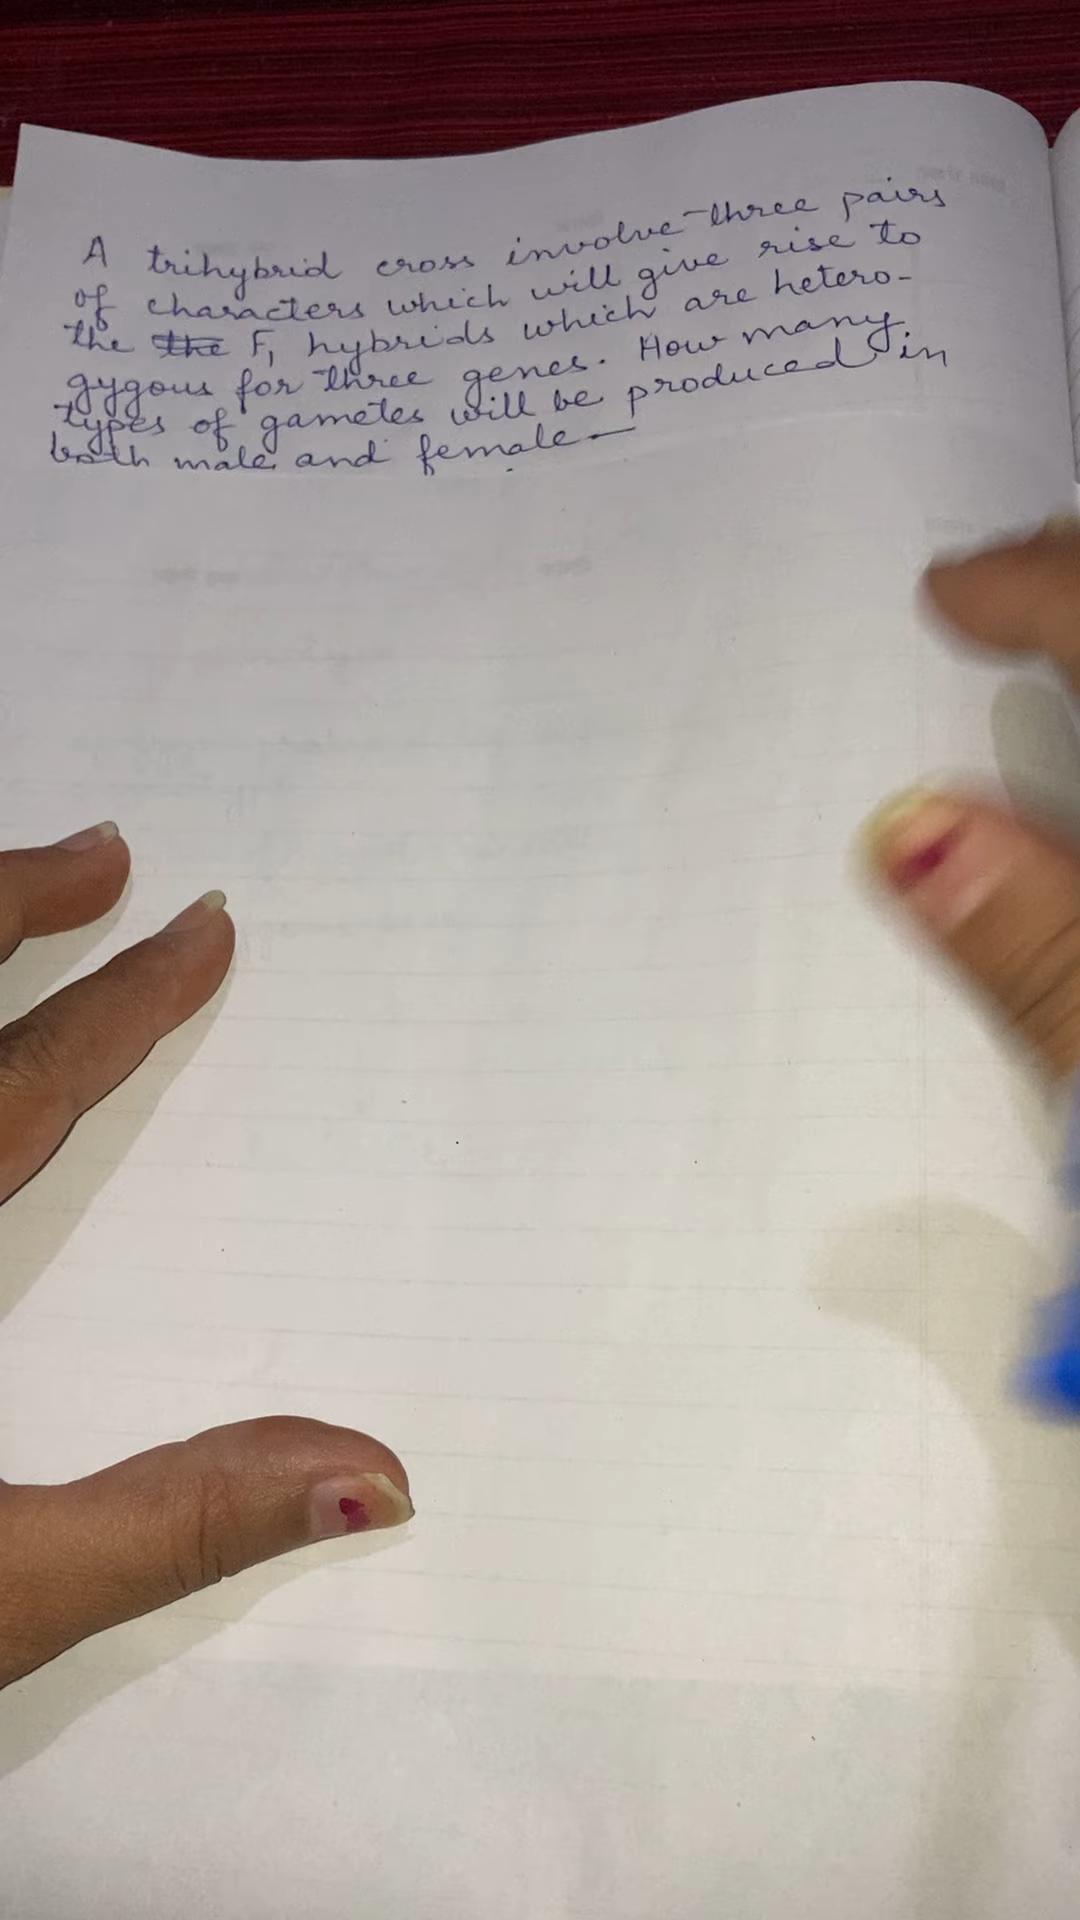 A trihybrid cross involve three pairs
of characters which will give rise to
the the F1 hybrids which are hetero-
gygous for three genes. How many
types of gametes will be produced in
both male and female —